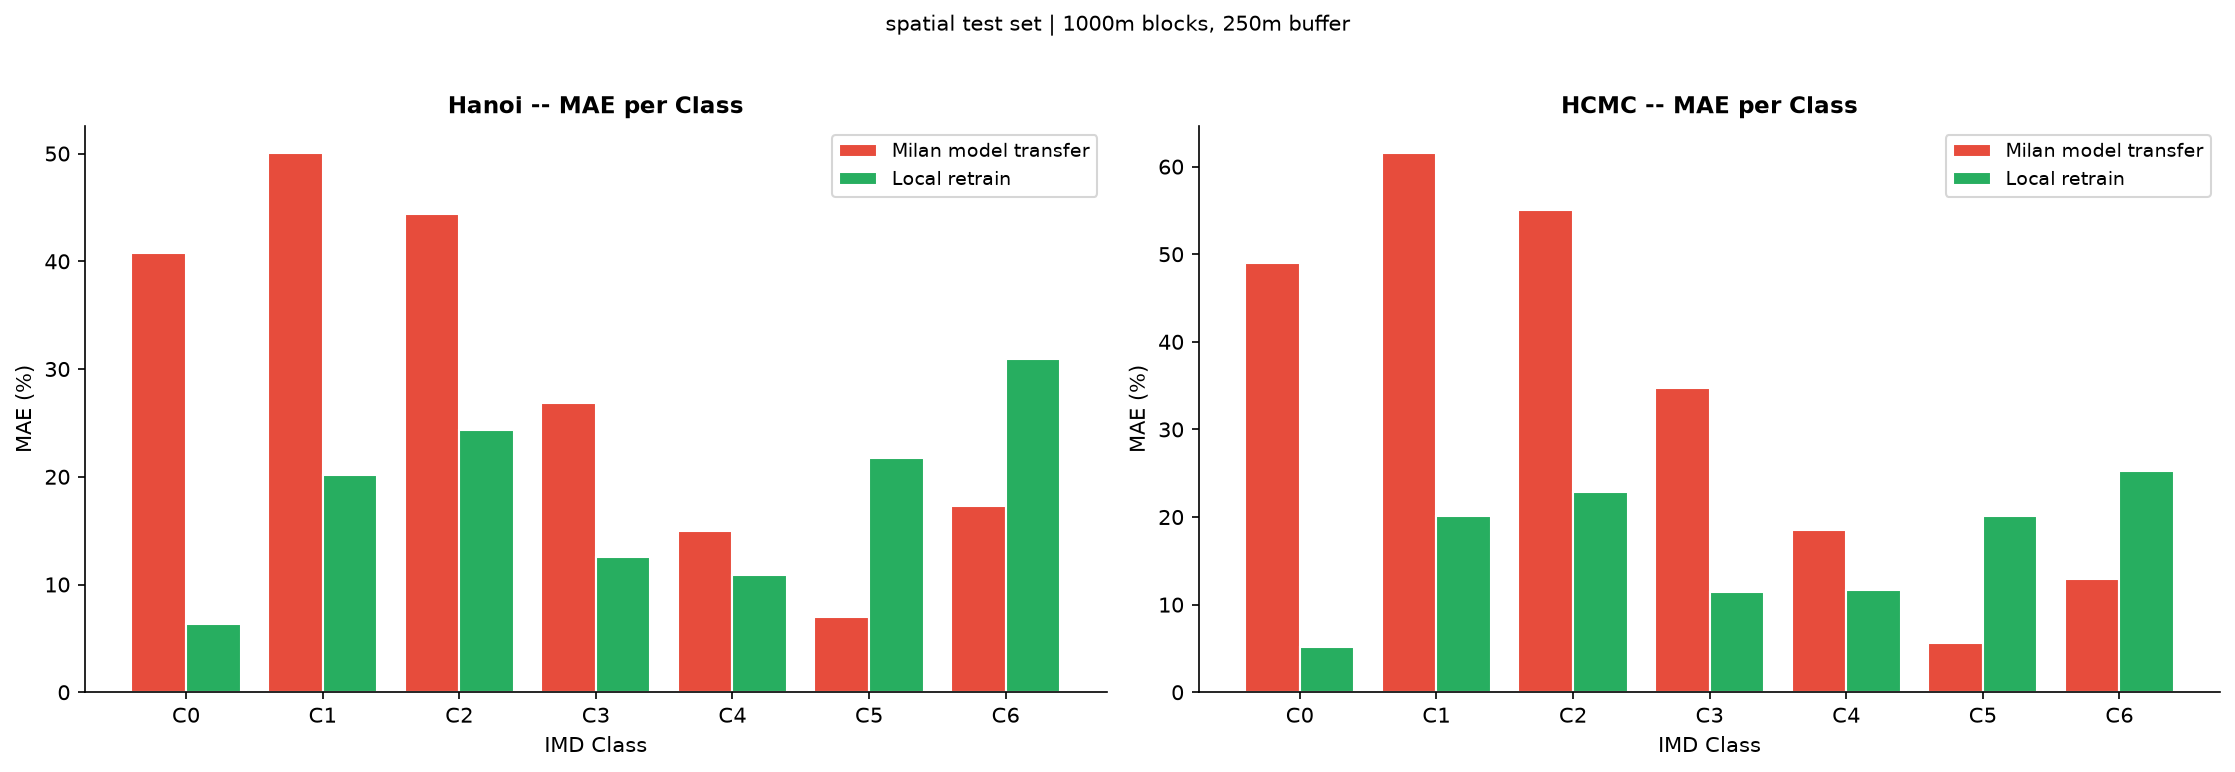 spatial test set | 1000m blocks, 250m buffer
Hanoi -- MAE per Class
Milan model transfer
Local retrain
MAE (%)
50
40
30
20
10
0
C0 C1 C2 C3 C4 C5 C6
IMD Class
HCMC -- MAE per Class
Milan model transfer
Local retrain
MAE (%)
60
50
40
30
20
10
0
C0 C1 C2 C3 C4 C5 C6
IMD Class